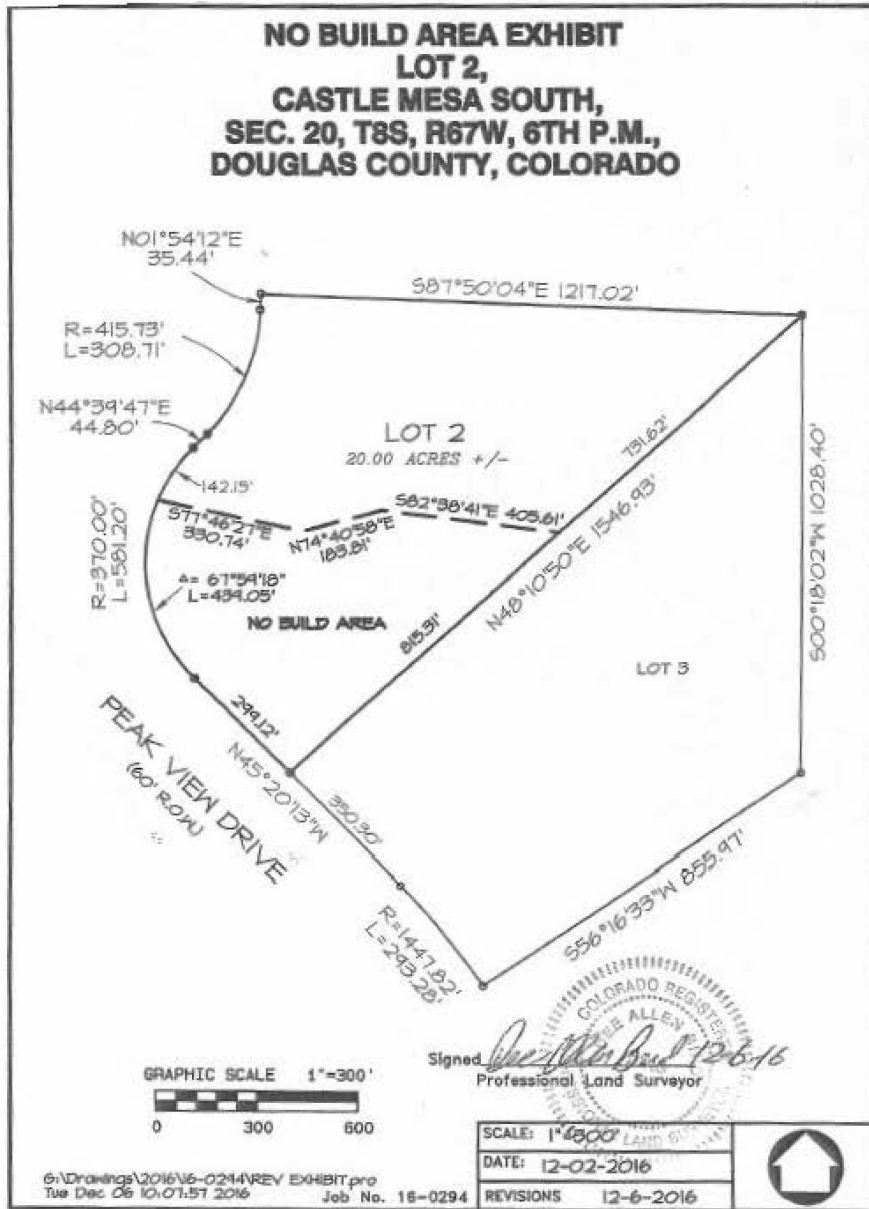 NO BUILD AREA EXHIBIT
LOT 2,
CASTLE MESA SOUTH,
SEC. 20, T8S, R67W, 6TH P.M.,
DOUGLAS COUNTY, COLORADO
N01°54'12"E
35.44'
S87°50'04"E 1217.02'
R=415.73'
L=308.71'
N44°39'47"E
44.80'
LOT 2
20.00 ACRES +/-
731.62'
142.15'
S77°46'27"E
330.74'
N74°40'58"E
183.81'
S82°38'41"E 405.61'
R=370.00'
L=581.20'
Δ= 67°59'18"
L=439.05'
NO BUILD AREA
815.31'
N48°10'50"E 1546.93'
S00°18'02"W 1028.40'
LOT 3
299.12'
PEAK VIEW DRIVE
(60' R.O.W.)
N45°20'13"W
350.30'
R=1447.82'
L=293.28'
S56°16'33"W 855.97'
COLORADO REGISTER
ALLEN
LAND
Signed 12-6-16
Professional Land Surveyor
GRAPHIC SCALE 1"=300'
0 300 600
SCALE: 1"=300'
DATE: 12-02-2016
REVISIONS 12-6-2016
G:\Drawings\2016\16-0294\REV EXHIBIT.pro
Tue Dec 06 10:07:57 2016 Job No. 16-0294